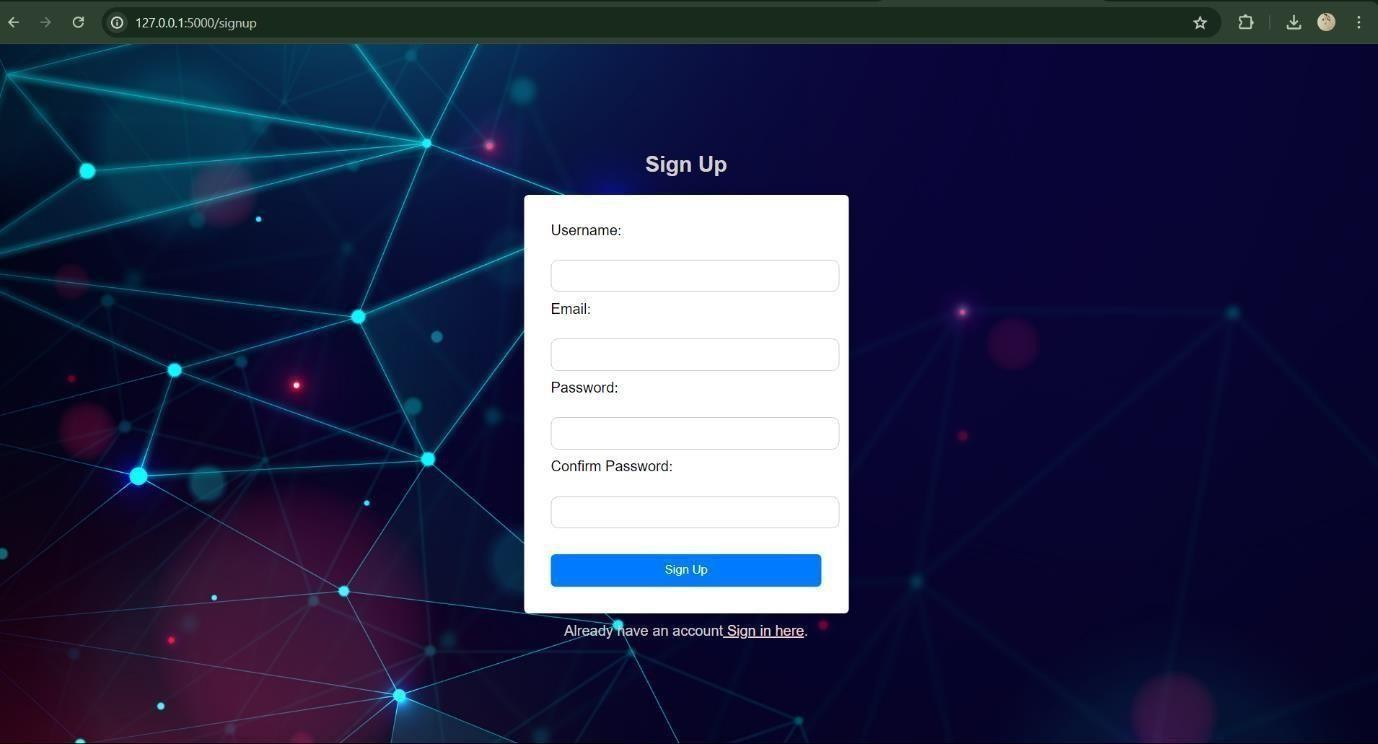 127.0.0.1:5000/signup
Sign Up
Username:
Email:
Password:
Confirm Password:
Sign Up
Already have an account Sign in here.